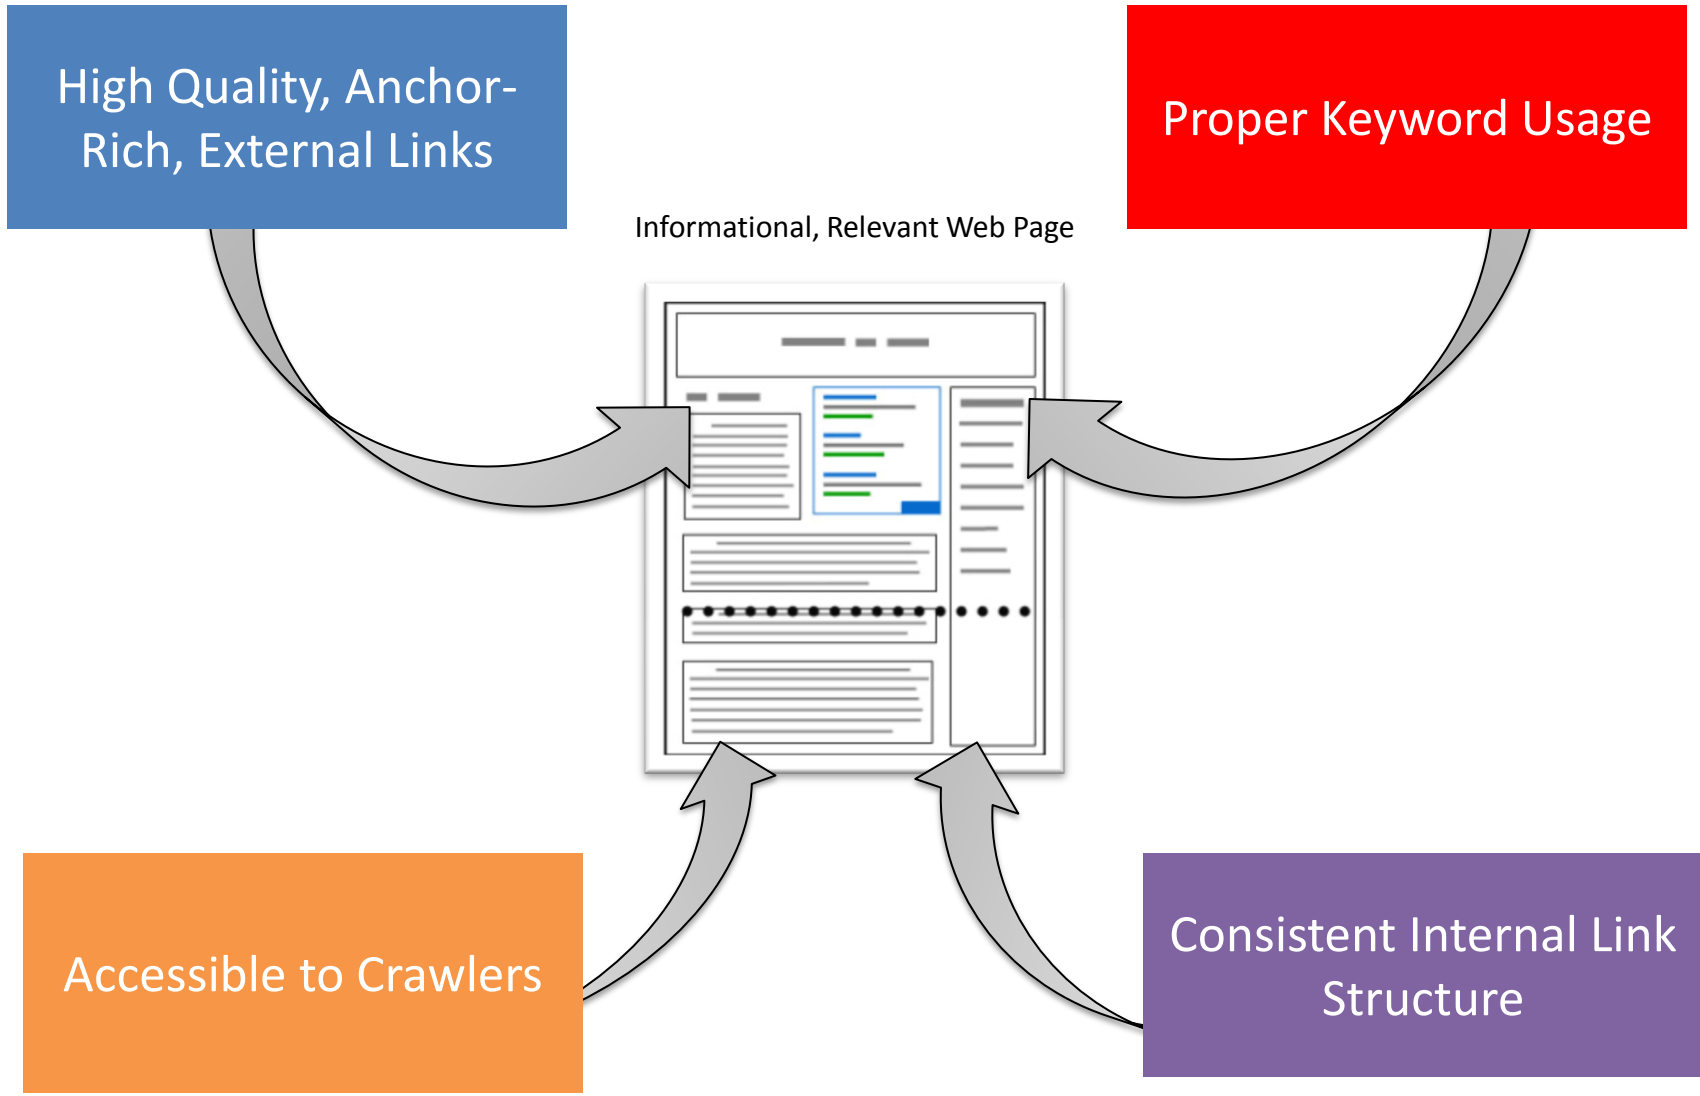 High Quality, Anchor-
Rich, External Links
Proper Keyword Usage
Informational, Relevant Web Page
Accessible to Crawlers
Consistent Internal Link
Structure